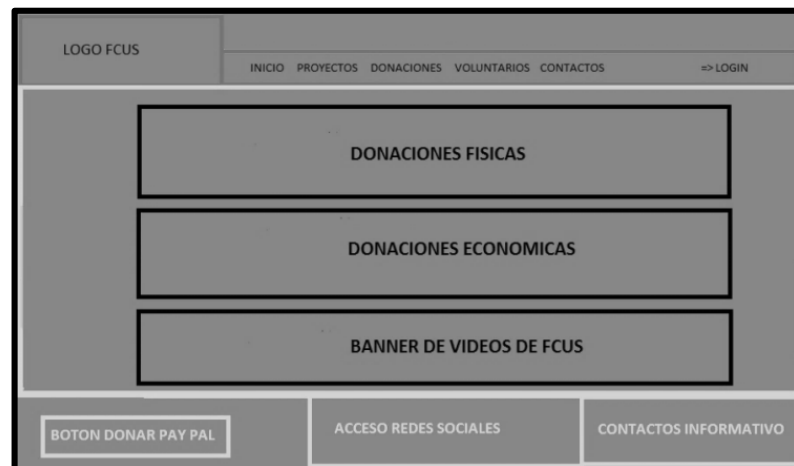 LOGO FCUS
INICIO PROYECTOS DONACIONES VOLUNTARIOS CONTACTOS => LOGIN
DONACIONES FISICAS
DONACIONES ECONOMICAS
BANNER DE VIDEOS DE FCUS
BOTON DONAR PAY PAL
ACCESO REDES SOCIALES
CONTACTOS INFORMATIVO